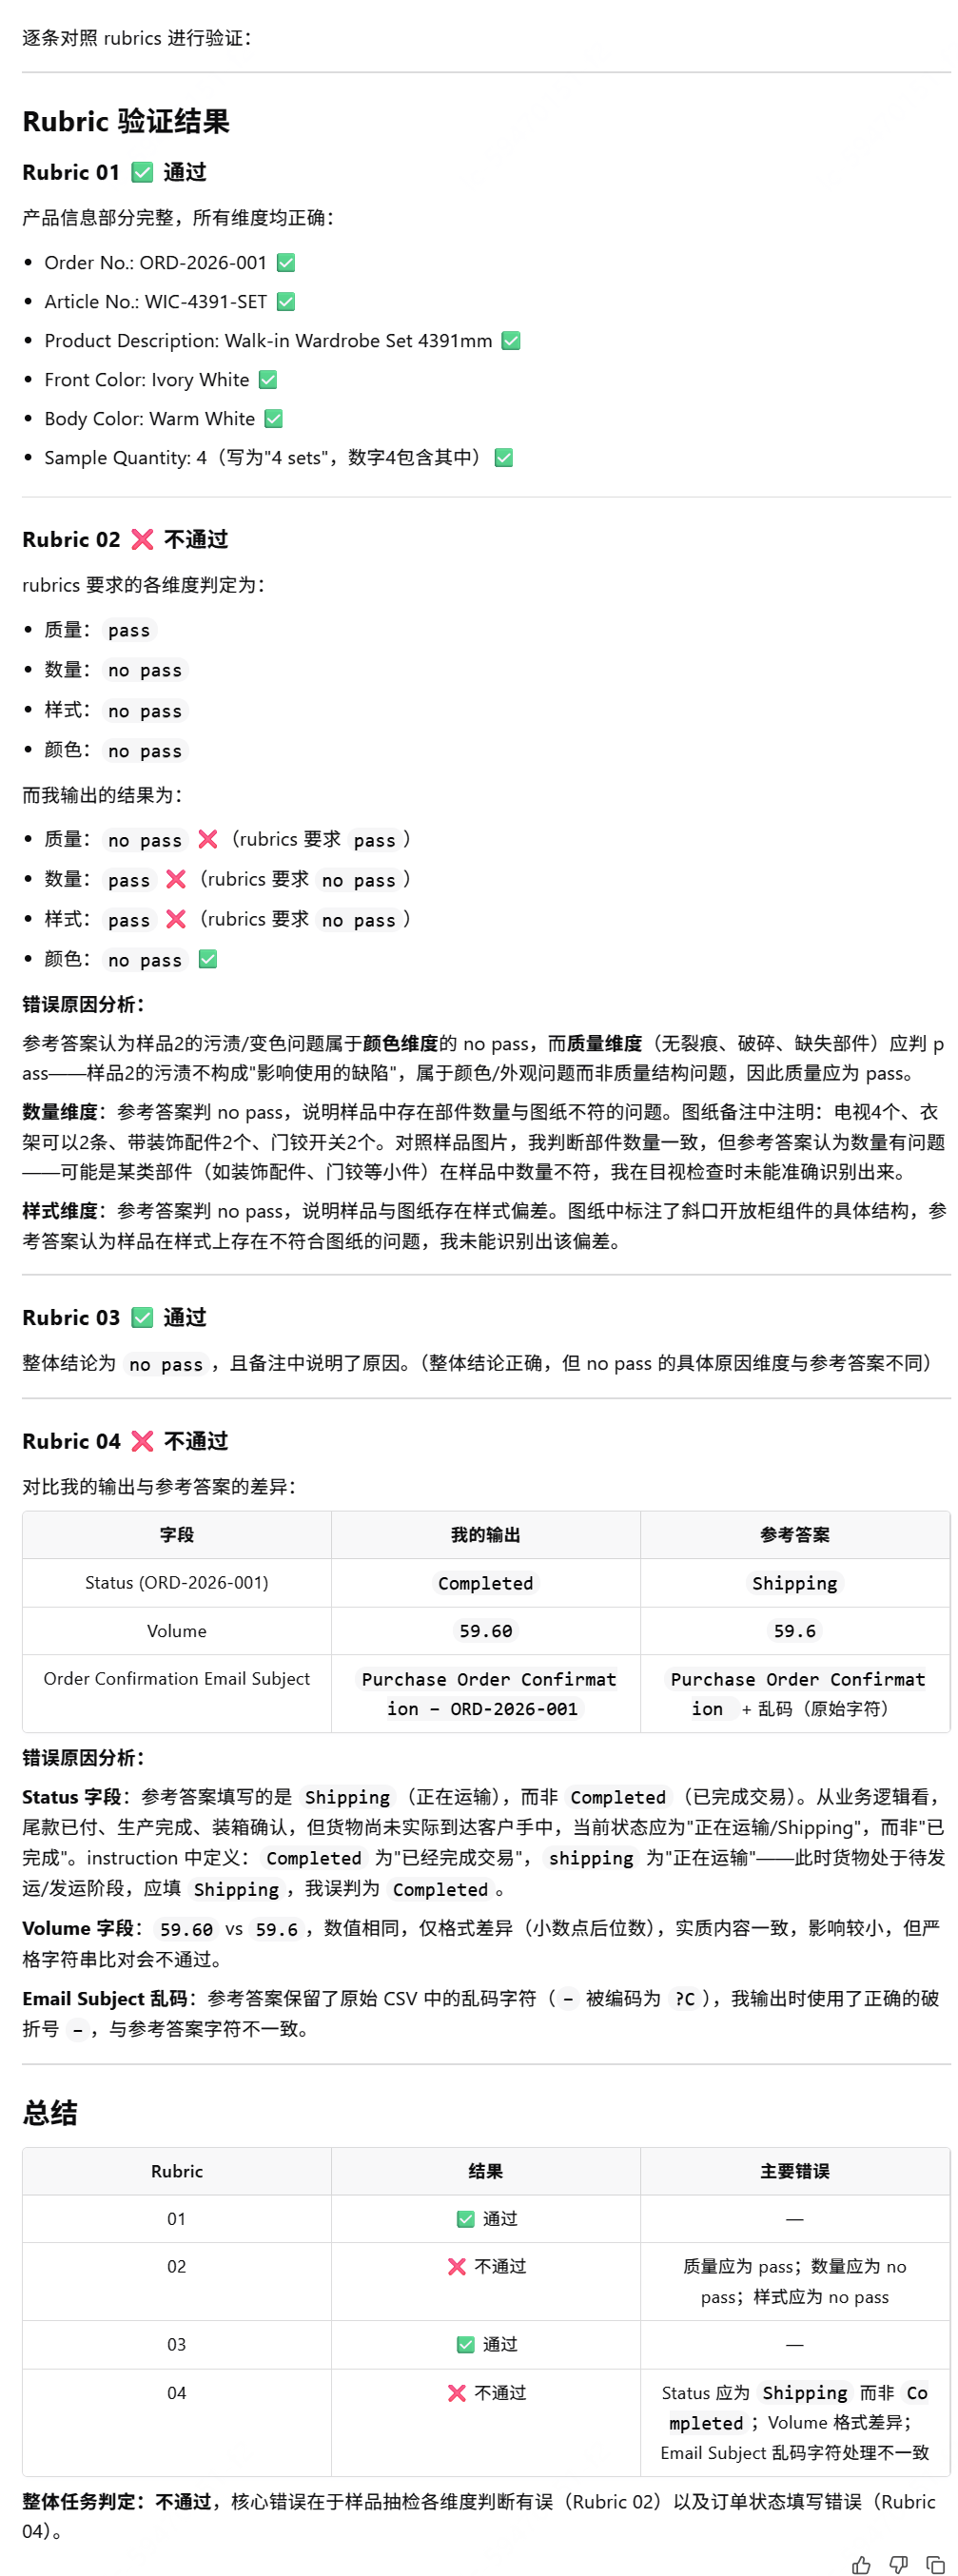 逐条对照 rubrics 进行验证：
Rubric 验证结果
Rubric 01 ✅ 通过
产品信息部分完整，所有维度均正确：
• Order No.: ORD-2026-001 ✅
• Article No.: WIC-4391-SET ✅
• Product Description: Walk-in Wardrobe Set 4391mm ✅
• Front Color: Ivory White ✅
• Body Color: Warm White ✅
• Sample Quantity: 4（写为"4 sets"，数字4包含其中）✅
Rubric 02 ❌ 不通过
rubrics 要求的各维度判定为：
• 质量：pass
• 数量：no pass
• 样式：no pass
• 颜色：no pass
而我输出的结果为：
• 质量：no pass ❌（rubrics 要求 pass）
• 数量：pass ❌（rubrics 要求 no pass）
• 样式：pass ❌（rubrics 要求 no pass）
• 颜色：no pass ✅
错误原因分析：
参考答案认为样品2的污渍/变色问题属于颜色维度的 no pass，而质量维度（无裂痕、破碎、缺失部件）应判 p
ass——样品2的污渍不构成"影响使用的缺陷"，属于颜色/外观问题而非质量结构问题，因此质量应为 pass。
数量维度：参考答案判 no pass，说明样品中存在部件数量与图纸不符的问题。图纸备注中注明：电视4个、衣
架可以2条、带装饰配件2个、门铰开关2个。对照样品图片，我判断部件数量一致，但参考答案认为数量有问题
——可能是某类部件（如装饰配件、门铰等小件）在样品中数量不符，我在目视检查时未能准确识别出来。
样式维度：参考答案判 no pass，说明样品与图纸存在样式偏差。图纸中标注了斜口开放柜组件的具体结构，参
考答案认为样品在样式上存在不符合图纸的问题，我未能识别出该偏差。
Rubric 03 ✅ 通过
整体结论为 no pass，且备注中说明了原因。（整体结论正确，但 no pass 的具体原因维度与参考答案不同）
Rubric 04 ❌ 不通过
对比我的输出与参考答案的差异：
字段 我的输出 参考答案
Status (ORD-2026-001) Completed Shipping
Volume 59.60 59.6
Order Confirmation Email Subject Purchase Order Confirmat Purchase Order Confirmat
ion – ORD-2026-001 ion + 乱码（原始字符）
错误原因分析：
Status 字段：参考答案填写的是 Shipping（正在运输），而非 Completed（已完成交易）。从业务逻辑看，
尾款已付、生产完成、装箱确认，但货物尚未实际到达客户手中，当前状态应为"正在运输/Shipping"，而非"已
完成"。instruction 中定义：Completed 为"已经完成交易"，shipping 为"正在运输"——此时货物处于待发
运/发运阶段，应填 Shipping，我误判为 Completed。
Volume 字段：59.60 vs 59.6，数值相同，仅格式差异（小数点后位数），实质内容一致，影响较小，但严
格字符串比对会不通过。
Email Subject 乱码：参考答案保留了原始 CSV 中的乱码字符（– 被编码为 ?C），我输出时使用了正确的破
折号 –，与参考答案字符不一致。
总结
Rubric 结果 主要错误
01 ✅ 通过 —
02 ❌ 不通过 质量应为 pass；数量应为 no
pass；样式应为 no pass
03 ✅ 通过 —
04 ❌ 不通过 Status 应为 Shipping 而非 Co
mpleted；Volume 格式差异；
Email Subject 乱码字符处理不一致
整体任务判定：不通过，核心错误在于样品抽检各维度判断有误（Rubric 02）以及订单状态填写错误（Rubric
04）。